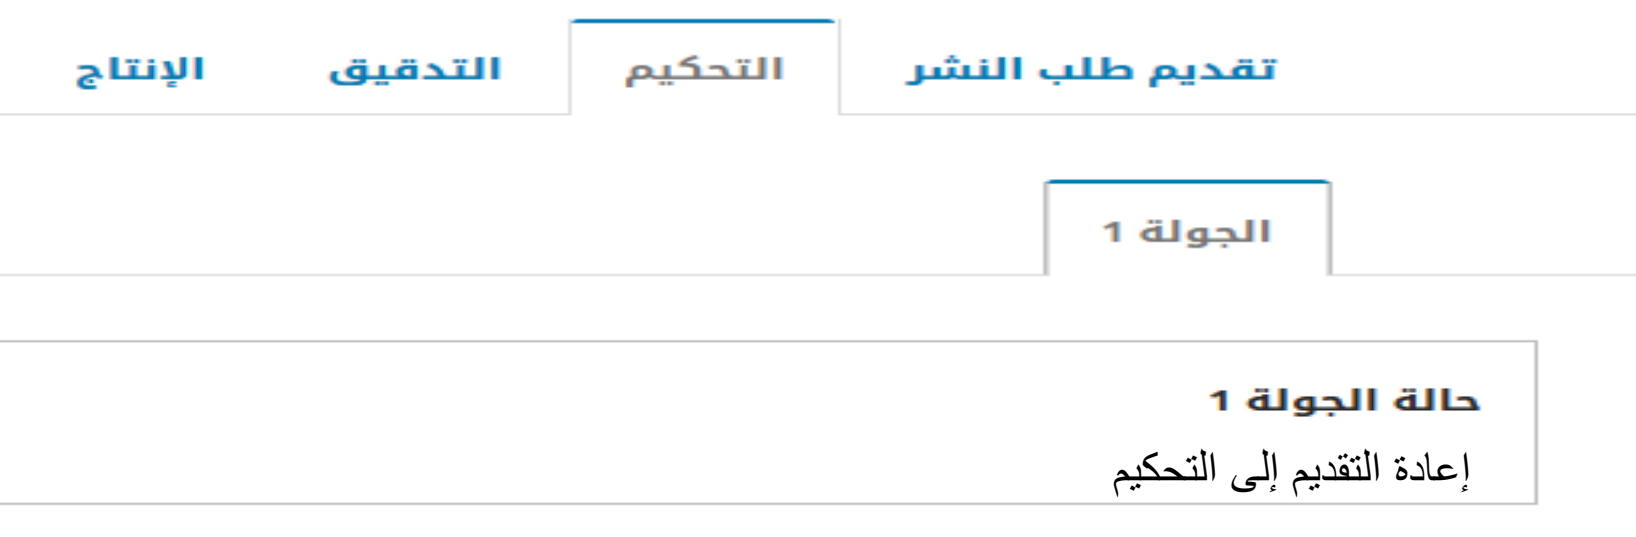 تقديم طلب النشر التحكيم التدقيق الإنتاج
الجولة 1
حالة الجولة 1
إعادة التقديم إلى التحكيم